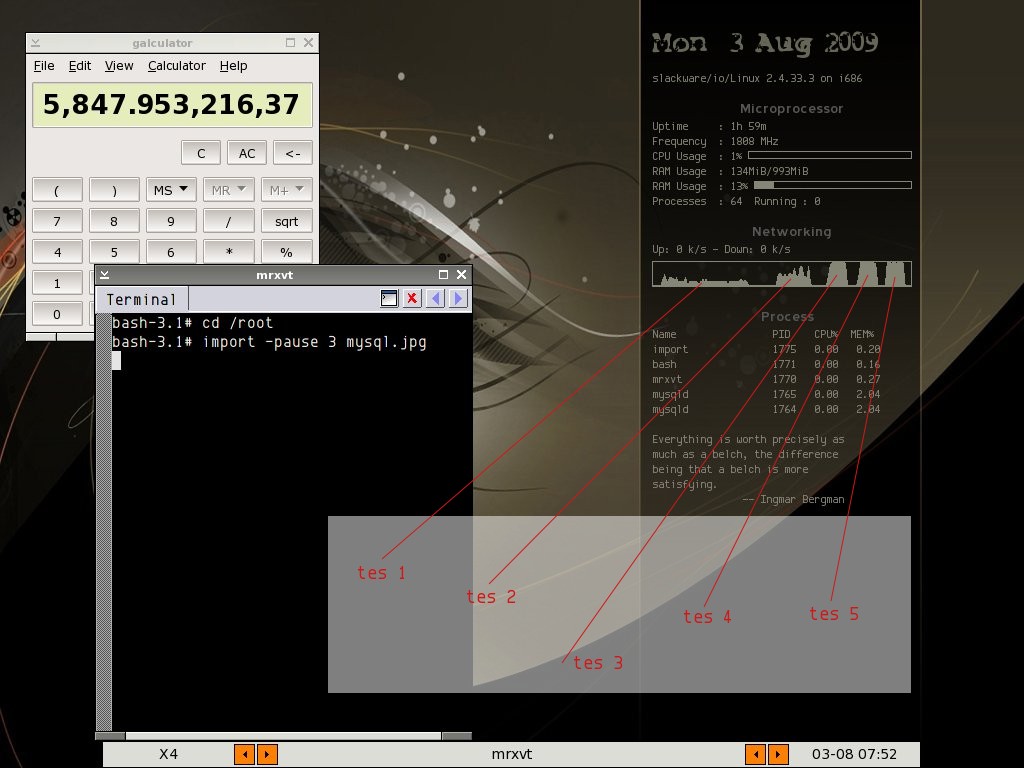 galculator
File Edit View Calculator Help
5,847.953,216,37
C AC <-
( ) MS MR M+
7 8 9 / sqrt
4 5 6 * %
1
0
mrxvt
Terminal
bash-3.1# cd /root
bash-3.1# import -pause 3 mysql.jpg
Mon 3 Aug 2009
slackware/io/Linux 2.4.33.3 on i686
Microprocessor
Uptime : 1h 59m
Frequency : 1808 MHz
CPU Usage : 1%
RAM Usage : 134MiB/993MiB
RAM Usage : 13%
Processes : 64 Running : 0
Networking
Up: 0 k/s - Down: 0 k/s
Process
Name PID CPU% MEM%
import 1775 0.00 0.20
bash 1771 0.00 0.16
mrxvt 1770 0.00 0.27
mysqld 1765 0.00 2.04
mysqld 1764 0.00 2.04
Everything is worth precisely as
much as a belch, the difference
being that a belch is more
satisfying.
-- Ingmar Bergman
tes 1
tes 2
tes 3
tes 4
tes 5
X4 mrxvt 03-08 07:52